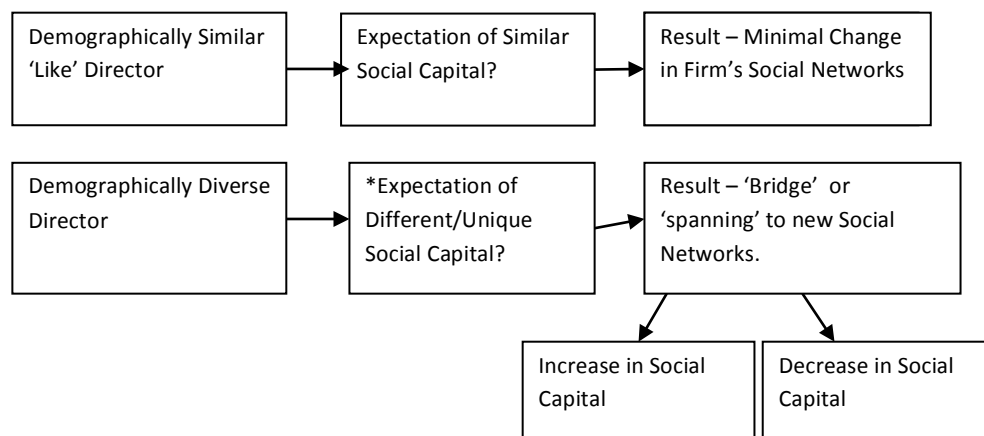 Demographically Similar
‘Like’ Director
Expectation of Similar
Social Capital?
Result – Minimal Change
in Firm’s Social Networks
Demographically Diverse
Director
*Expectation of
Different/Unique
Social Capital?
Result – ‘Bridge’ or
‘spanning’ to new Social
Networks.
Increase in Social
Capital
Decrease in Social
Capital